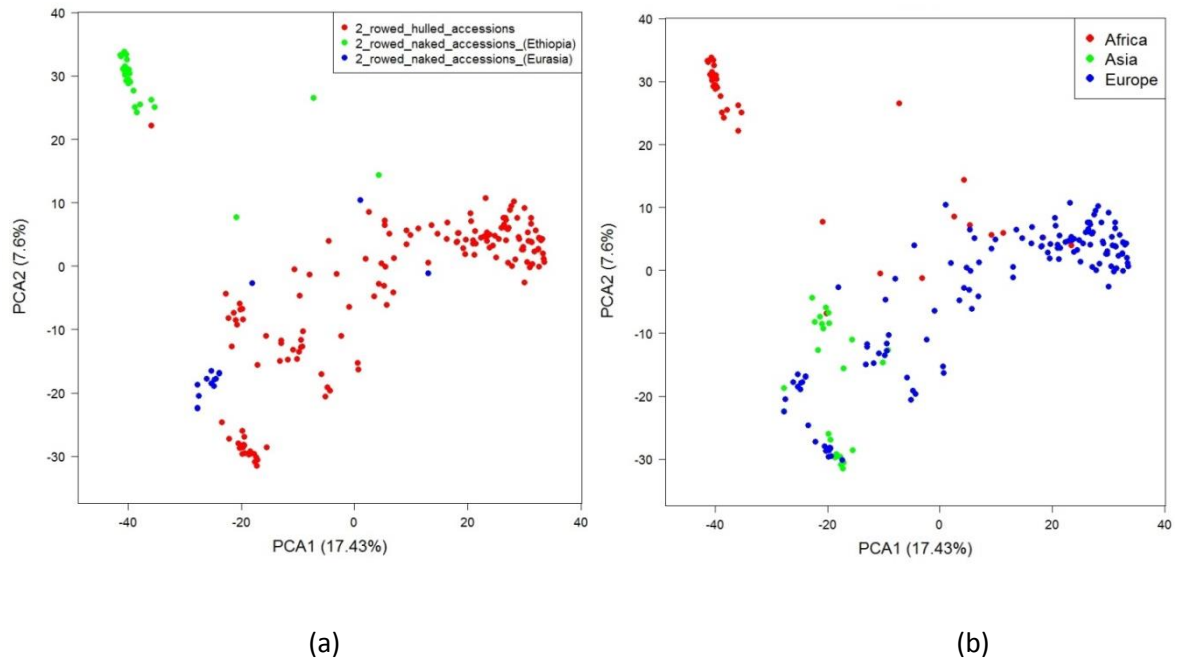 2_rowed_hulled_accessions
2_rowed_naked_accessions_(Ethiopia)
2_rowed_naked_accessions_(Eurasia)
40
30
20
10
0
-10
-20
-30
PCA2 (7.6%)
-40
-20
0
20
40
PCA1 (17.43%)
(a)
Africa
Asia
Europe
40
30
20
10
0
-10
-20
-30
PCA2 (7.6%)
-40
-20
0
20
40
PCA1 (17.43%)
(b)